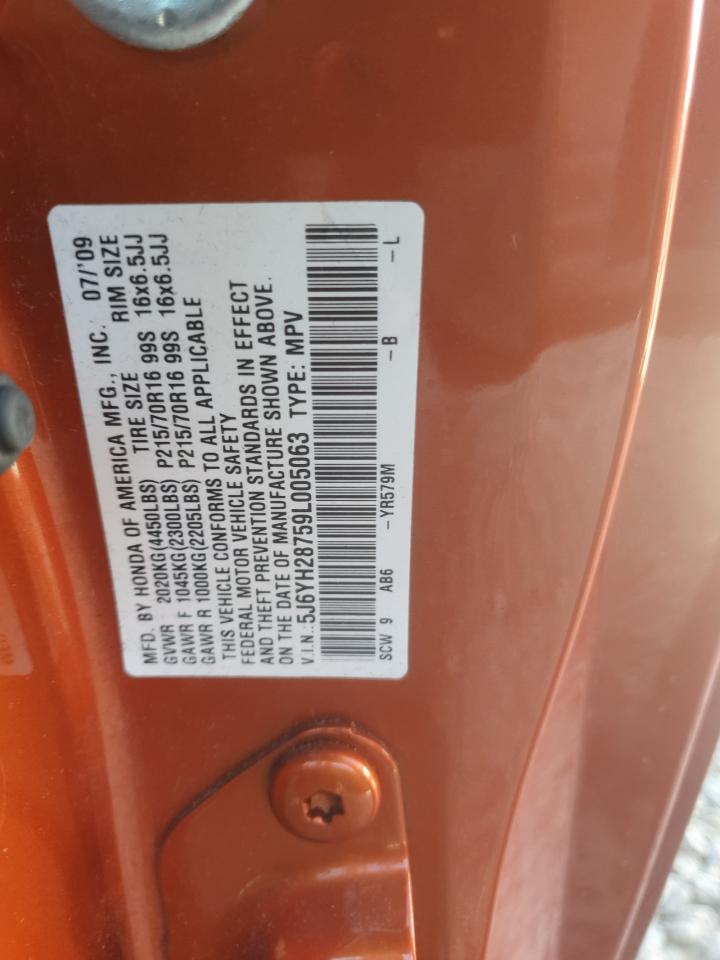 MFD. BY HONDA OF AMERICA MFG., INC. 07/'09
GVWR 2020KG(4450LBS) TIRE SIZE RIM SIZE
GAWR F 1045KG(2300LBS) P215/70R16 99S 16x6.5JJ
GAWR R 1000KG(2205LBS) P215/70R16 99S 16x6.5JJ
THIS VEHICLE CONFORMS TO ALL APPLICABLE
FEDERAL MOTOR VEHICLE SAFETY
AND THEFT PREVENTION STANDARDS IN EFFECT
ON THE DATE OF MANUFACTURE SHOWN ABOVE.
V.I.N.:5J6YH28759L005063 TYPE: MPV
SCW 9 AB6 -YR579M -B -L